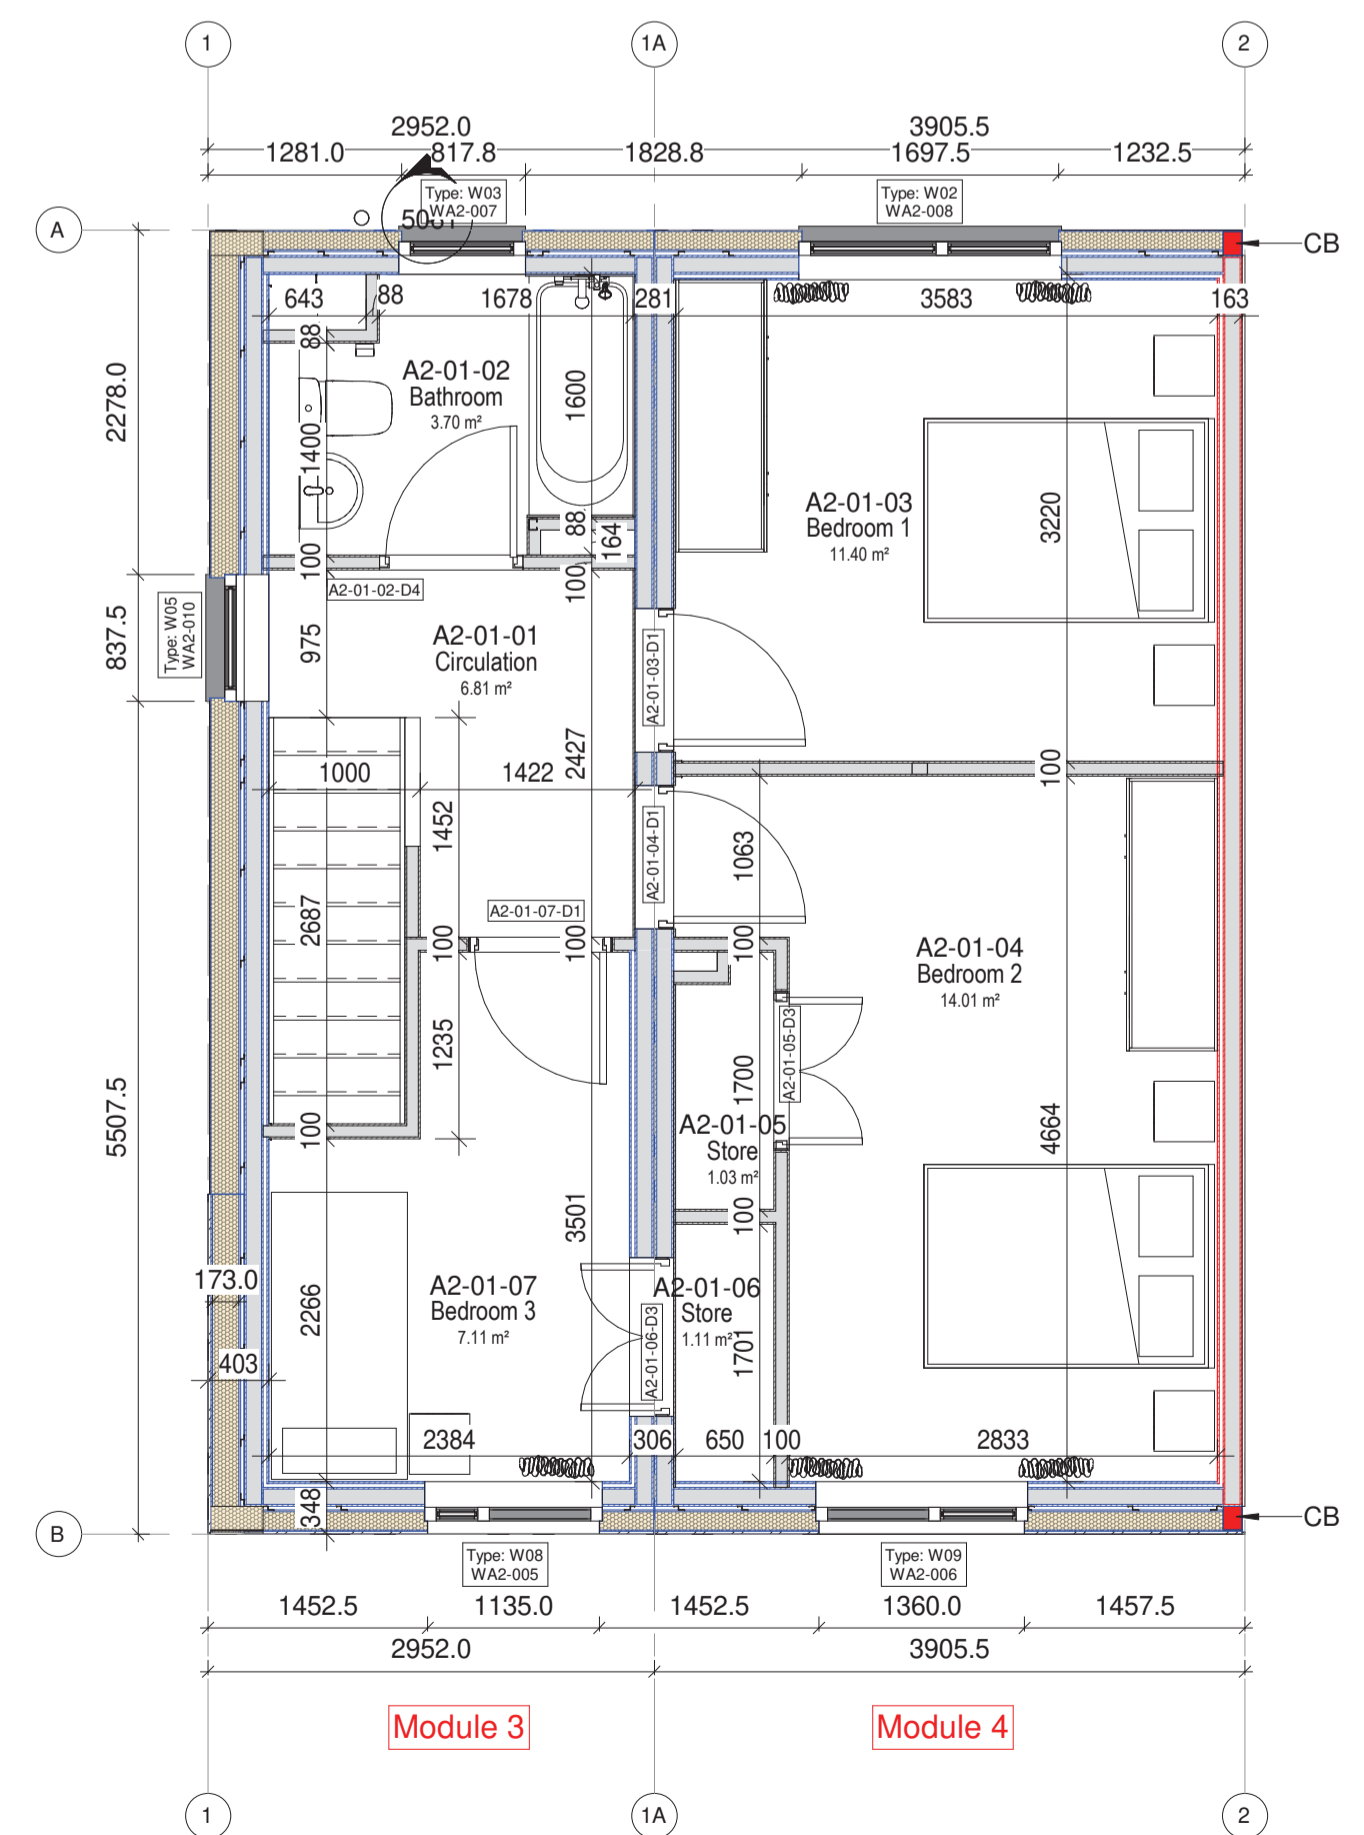 1
1A
2
2952.0
3905.5
1281.0
817.8
1828.8
1697.5
1232.5
Type: W03
WA2-007
Type: W02
WA2-008
A
CB
643
88
1678
281
3583
163
88
A2-01-02
Bathroom
3.70 m²
1600
1400
2278.0
A2-01-03
Bedroom 1
11.40 m²
3220
88
164
100
100
A2-01-02-D4
Type: W05
WA2-010
837.5
975
A2-01-01
Circulation
6.81 m²
A2-01-03-D1
2427
100
1000
1422
1452
1063
A2-01-04-D1
A2-01-07-D1
2687
100
100
100
A2-01-04
Bedroom 2
14.01 m²
1235
1700
A2-01-05-D3
5507.5
100
A2-01-05
Store
1.03 m²
4664
3501
100
173.0
2266
A2-01-07
Bedroom 3
7.11 m²
A2-01-06
Store
1.11 m²
1701
A2-01-06-D3
403
2384
306
650
100
2833
348
B
CB
Type: W08
WA2-005
Type: W09
WA2-006
1452.5
1135.0
1452.5
1360.0
1457.5
2952.0
3905.5
Module 3
Module 4
1
1A
2